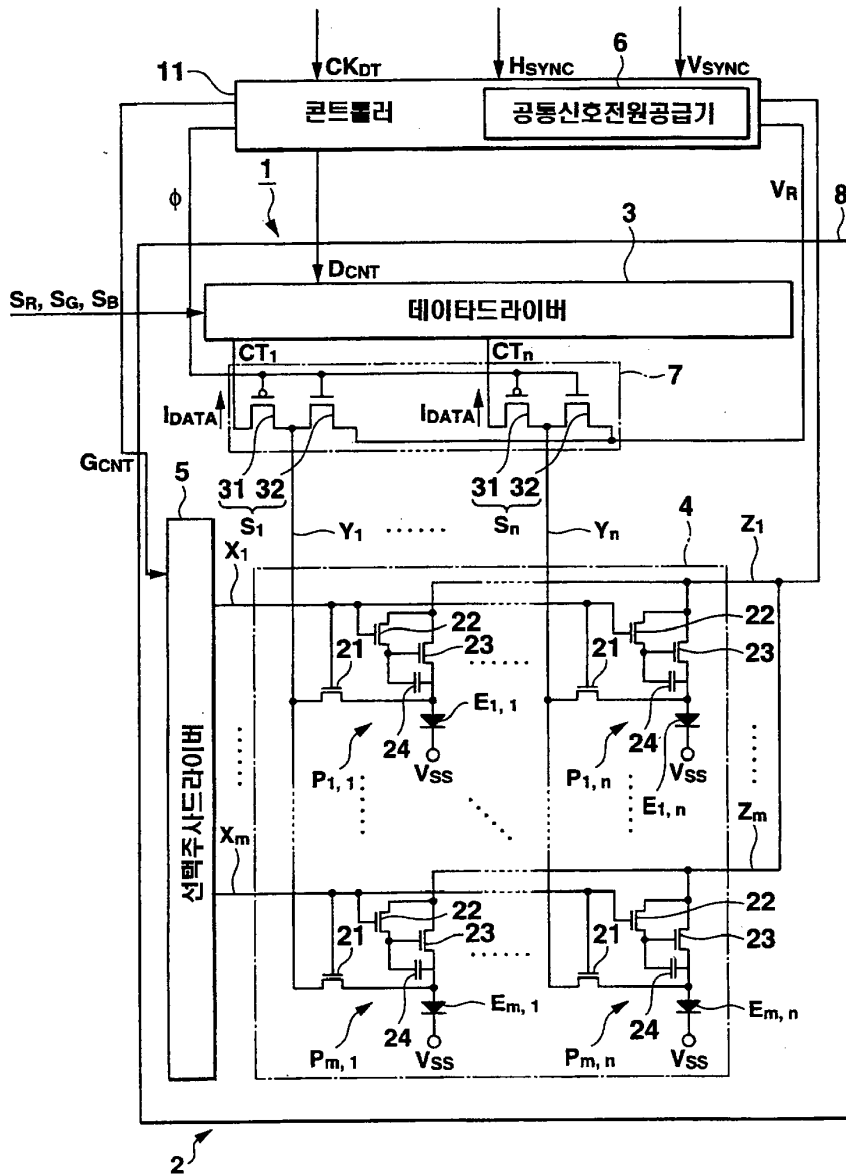 CKDT
HSYNC
6
VSYNC
11
콘트롤러
공통신호전원공급기
1
VR
8
ϕ
3
DCNT
SR, SG, SB
데이타드라이버
CT1
CTn
7
IDATA
IDATA
GCNT
5
31 32
31 32
S1
Sn
Y1
Yn
4
Z1
X1
22
22
21
23
21
23
24
E1, 1
24
P1, 1
VSS
P1, n
VSS
E1, n
선택주사드라이버
Xm
Zm
22
22
21
23
21
23
24
Em, 1
24
Em, n
Pm, 1
VSS
Pm, n
VSS
2